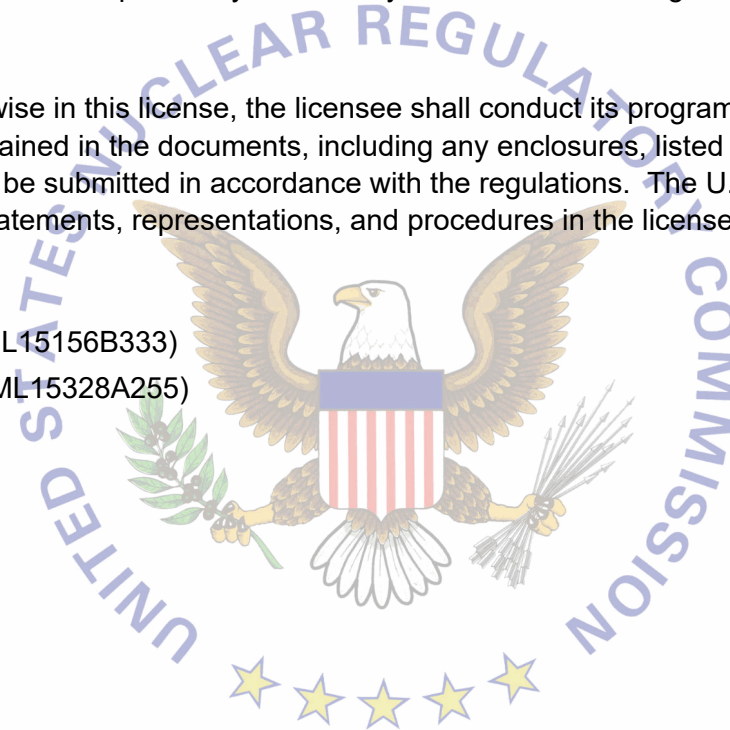 UNITED STATES NUCLEAR REGULATORY COMMISSION
wise in this license, the licensee shall conduct its program
ained in the documents, including any enclosures, listed
be submitted in accordance with the regulations. The U.
atements, representations, and procedures in the license
L15156B333)
ML15328A255)